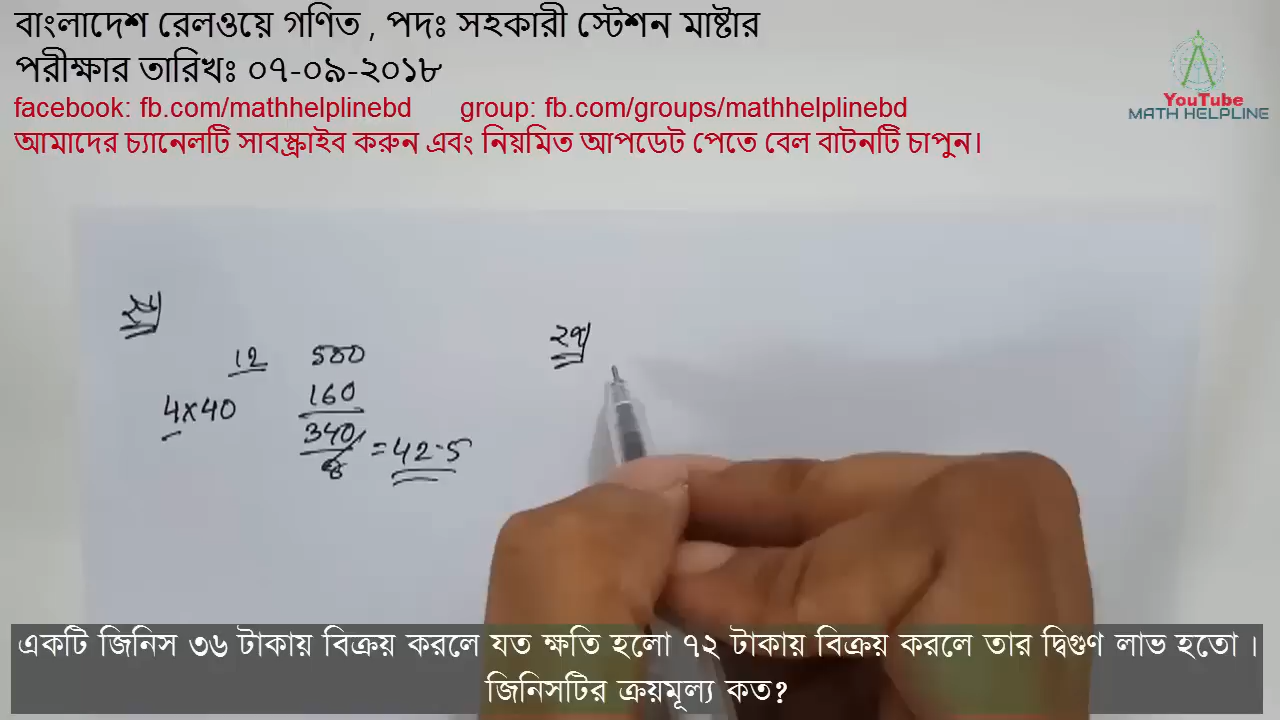 বাংলাদেশ রেলওয়ে গণিত , পদঃ সহকারী স্টেশন মাষ্টার
পরীক্ষার তারিখঃ ০৭-০৯-২০১৮
facebook: fb.com/mathhelplinebd group: fb.com/groups/mathhelplinebd
আমাদের চ্যানেলটি সাবস্ক্রাইব করুন এবং নিয়মিত আপডেট পেতে বেল বাটনটি চাপুন।
YouTube
MATH HELPLINE
12 500
4x40 160
340/8 = 42.5
একটি জিনিস ৩৬ টাকায় বিক্রয় করলে যত ক্ষতি হলো ৭২ টাকায় বিক্রয় করলে তার দ্বিগুণ লাভ হতো ।
জিনিসটির ক্রয়মূল্য কত?